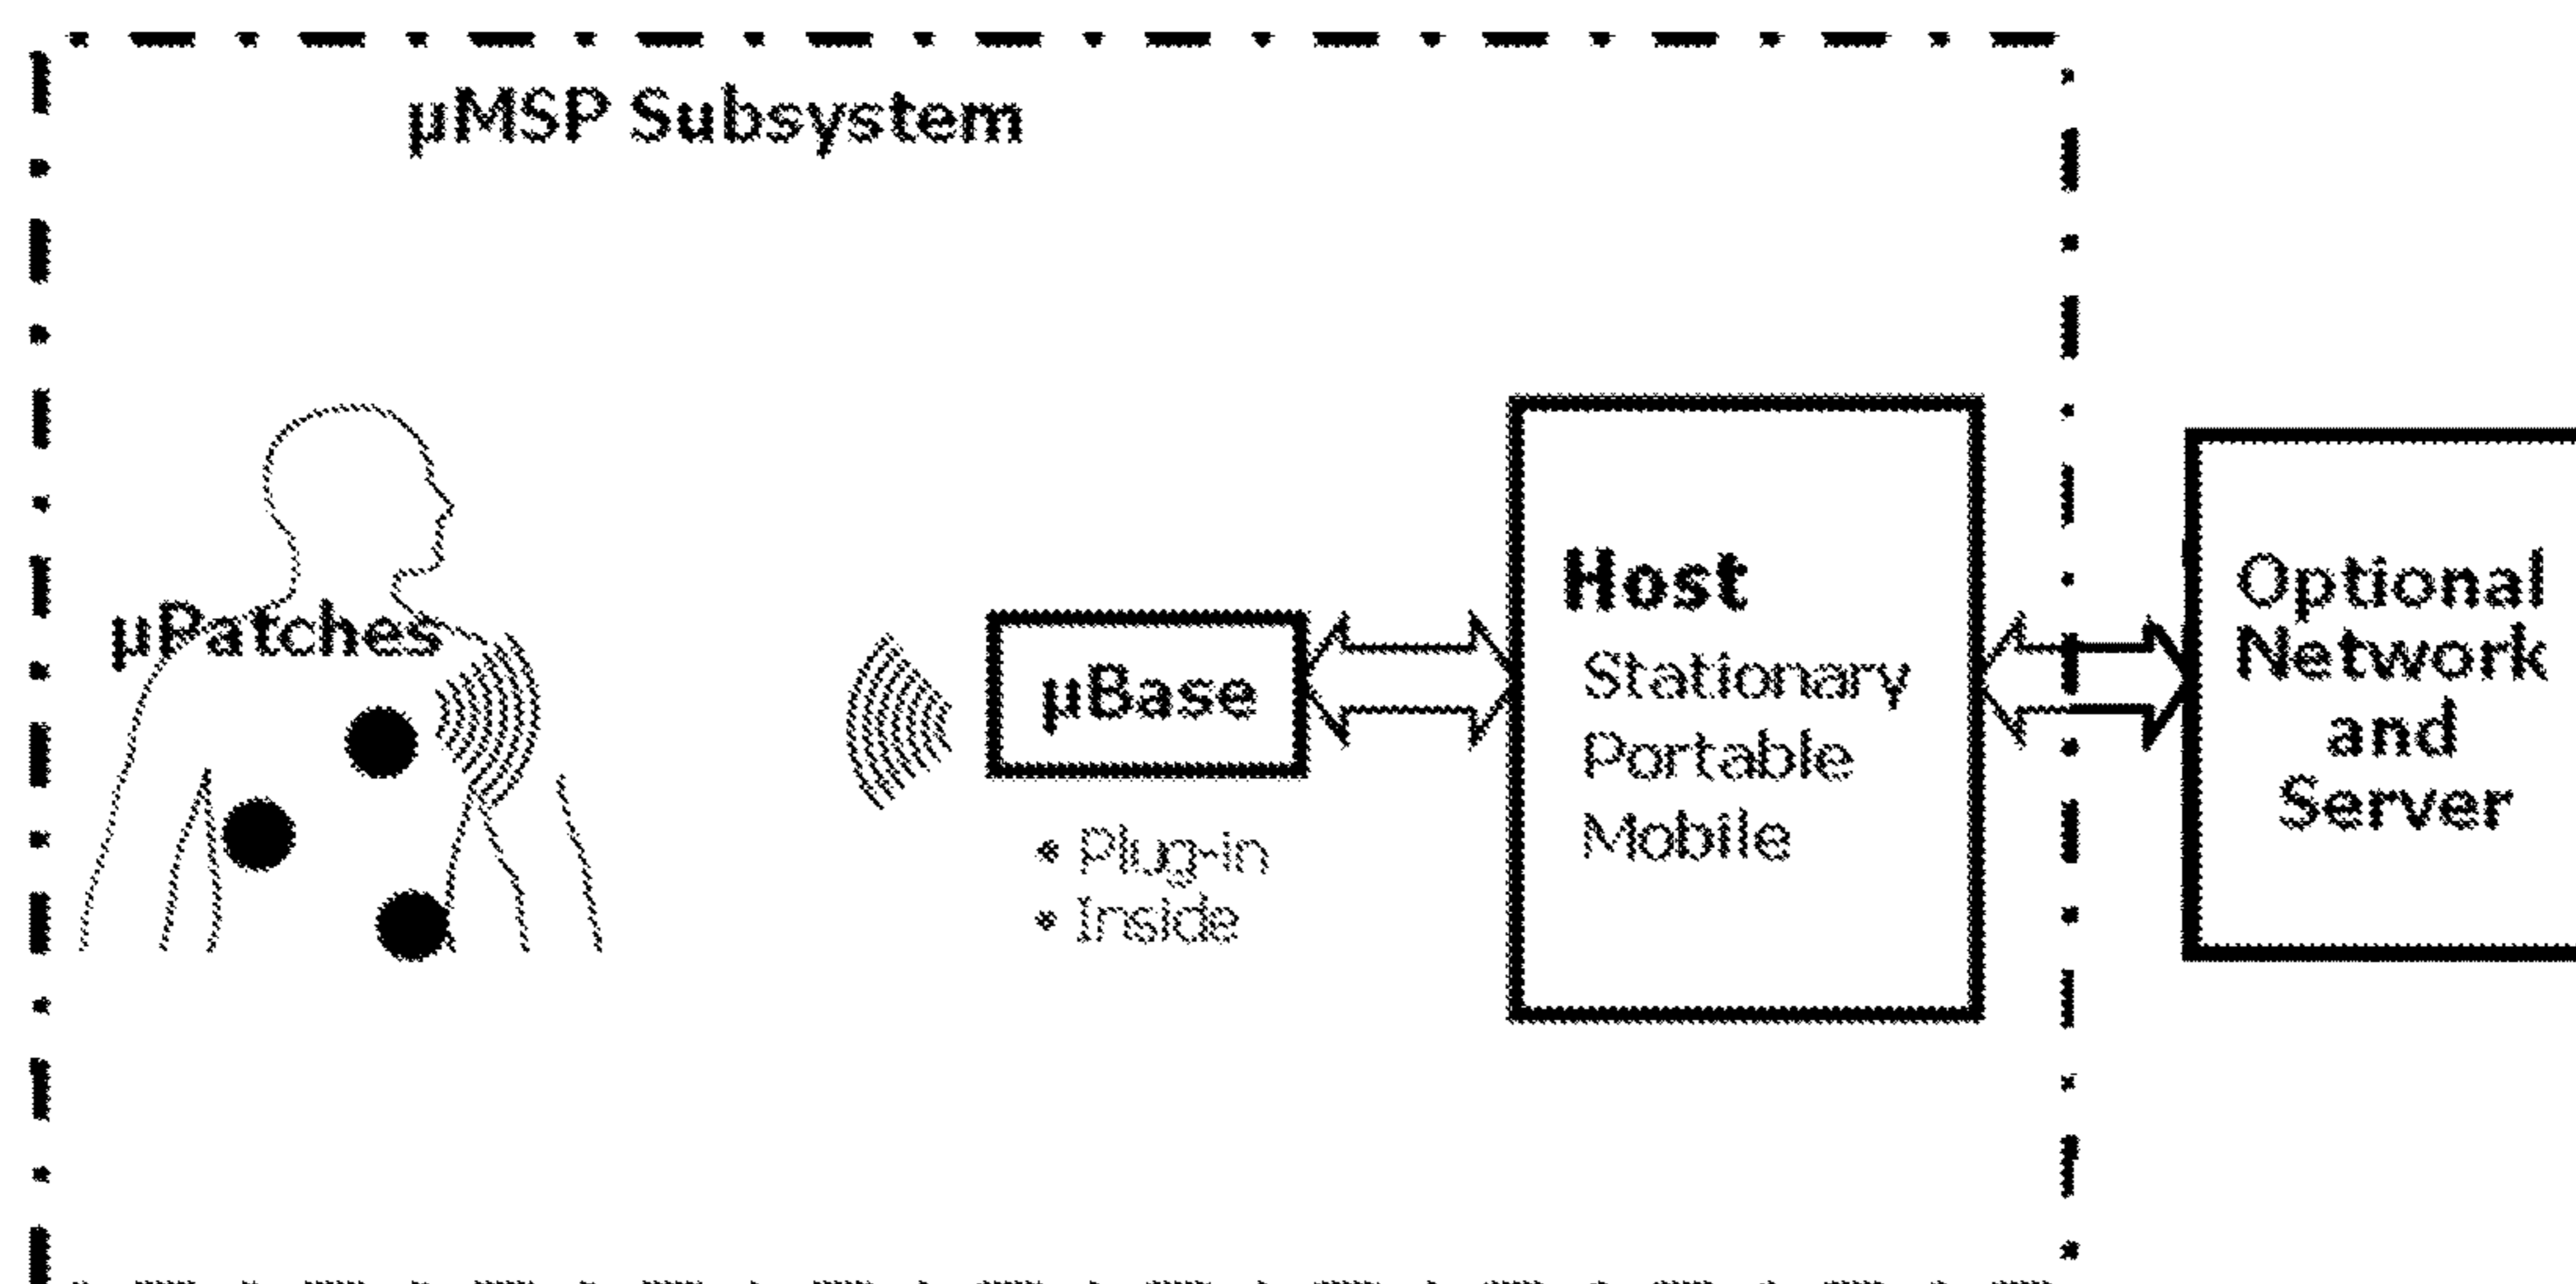 µMSP Subsystem
µPatches
µBase
• Plug-in
• Inside
Host
Stationary
Portable
Mobile
Optional
Network
and
Server